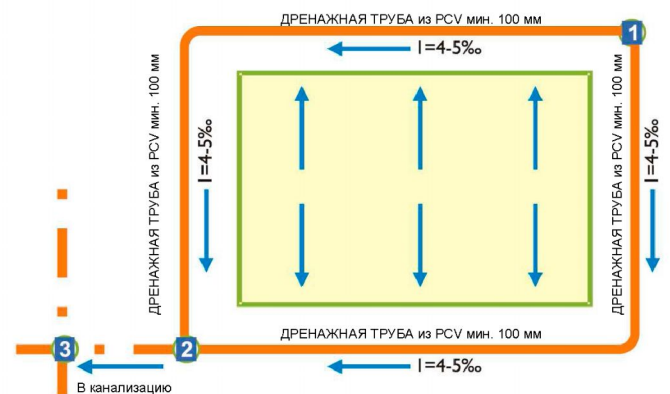 ДРЕНАЖНАЯ ТРУБА из PCV мин. 100 мм
1
I=4-5‰
ДРЕНАЖНАЯ ТРУБА из PCV мин. 100 мм
I=4-5‰
ДРЕНАЖНАЯ ТРУБА из PCV мин. 100 мм
I=4-5‰
ДРЕНАЖНАЯ ТРУБА из PCV мин. 100 мм
3
2
I=4-5‰
В канализацию